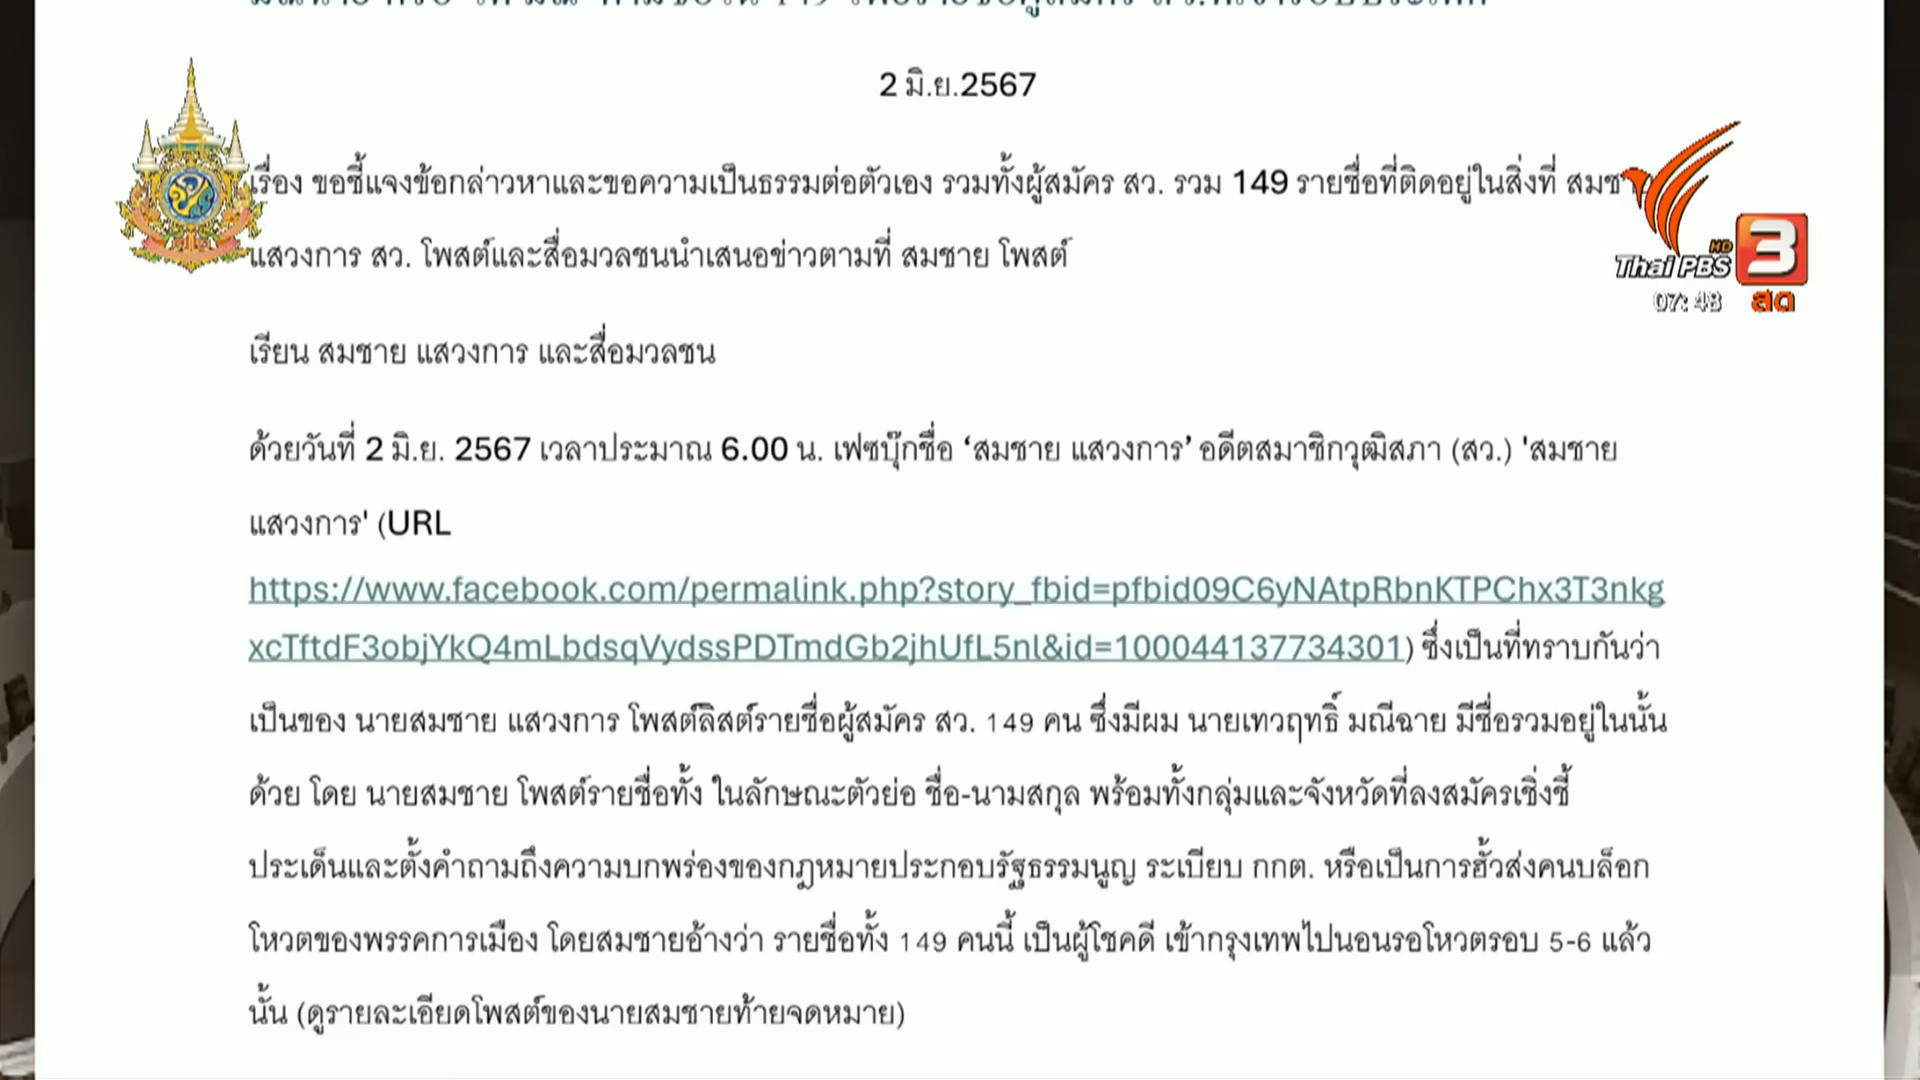 2 มิ.ย.2567
เรื่อง ขอชี้แจงข้อกล่าวหาและขอความเป็นธรรมต่อตัวเอง รวมทั้งผู้สมัคร สว. รวม 149 รายชื่อที่ติดอยู่ในสิ่งที่ สมชาย
แสวงการ สว. โพสต์และสื่อมวลชนนำเสนอข่าวตามที่ สมชาย โพสต์
HD
Thai PBS 3
07:48 สด
เรียน สมชาย แสวงการ และสื่อมวลชน
ด้วยวันที่ 2 มิ.ย. 2567 เวลาประมาณ 6.00 น. เฟซบุ๊กชื่อ ‘สมชาย แสวงการ’ อดีตสมาชิกวุฒิสภา (สว.) 'สมชาย
แสวงการ' (URL
https://www.facebook.com/permalink.php?story_fbid=pfbid09C6yNAtpRbnKTPChx3T3nkg
xcTftdF3objYkQ4mLbdsqVydssPDTmdGb2jhUfL5nl&id=100044137734301) ซึ่งเป็นที่ทราบกันว่า
เป็นของ นายสมชาย แสวงการ โพสต์ลิสต์รายชื่อผู้สมัคร สว. 149 คน ซึ่งมีผม นายเทวฤทธิ์ มณีฉาย มีชื่อรวมอยู่ในนั้น
ด้วย โดย นายสมชาย โพสต์รายชื่อทั้ง ในลักษณะตัวย่อ ชื่อ-นามสกุล พร้อมทั้งกลุ่มและจังหวัดที่ลงสมัครเชิ่งชี้
ประเด็นและตั้งคำถามถึงความบกพร่องของกฎหมายประกอบรัฐธรรมนูญ ระเบียบ กกต. หรือเป็นการฮั้วส่งคนบล็อก
โหวตของพรรคการเมือง โดยสมชายอ้างว่า รายชื่อทั้ง 149 คนนี้ เป็นผู้โชคดี เข้ากรุงเทพไปนอนรอโหวตรอบ 5-6 แล้ว
นั้น (ดูรายละเอียดโพสต์ของนายสมชายท้ายจดหมาย)